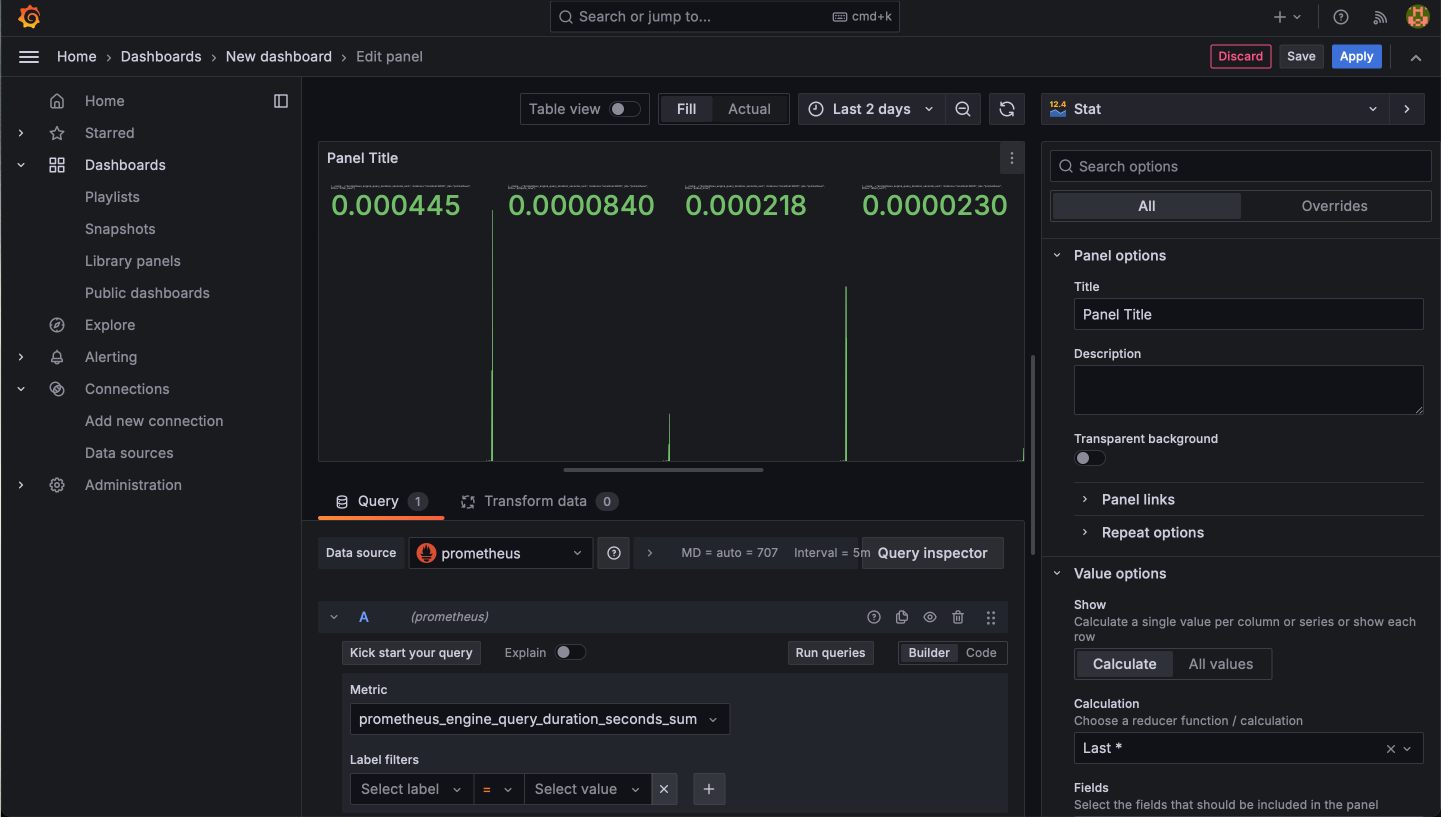 Search or jump to...
cmd+k
Home › Dashboards › New dashboard › Edit panel
Discard
Save
Apply
Home
Starred
Dashboards
Playlists
Snapshots
Library panels
Public dashboards
Explore
Alerting
Connections
Add new connection
Data sources
Administration
Table view
Fill
Actual
Last 2 days
Panel Title
0.000445
0.0000840
0.000218
0.0000230
Query 1
Transform data 0
Data source
prometheus
MD = auto = 707
Interval = 5m
Query inspector
A
(prometheus)
Kick start your query
Explain
Run queries
Builder
Code
Metric
prometheus_engine_query_duration_seconds_sum
Label filters
Select label
=
Select value
12.4
Stat
Search options
All
Overrides
Panel options
Title
Panel Title
Description
Transparent background
Panel links
Repeat options
Value options
Show
Calculate a single value per column or series or show each
row
Calculate
All values
Calculation
Choose a reducer function / calculation
Last *
Fields
Select the fields that should be included in the panel